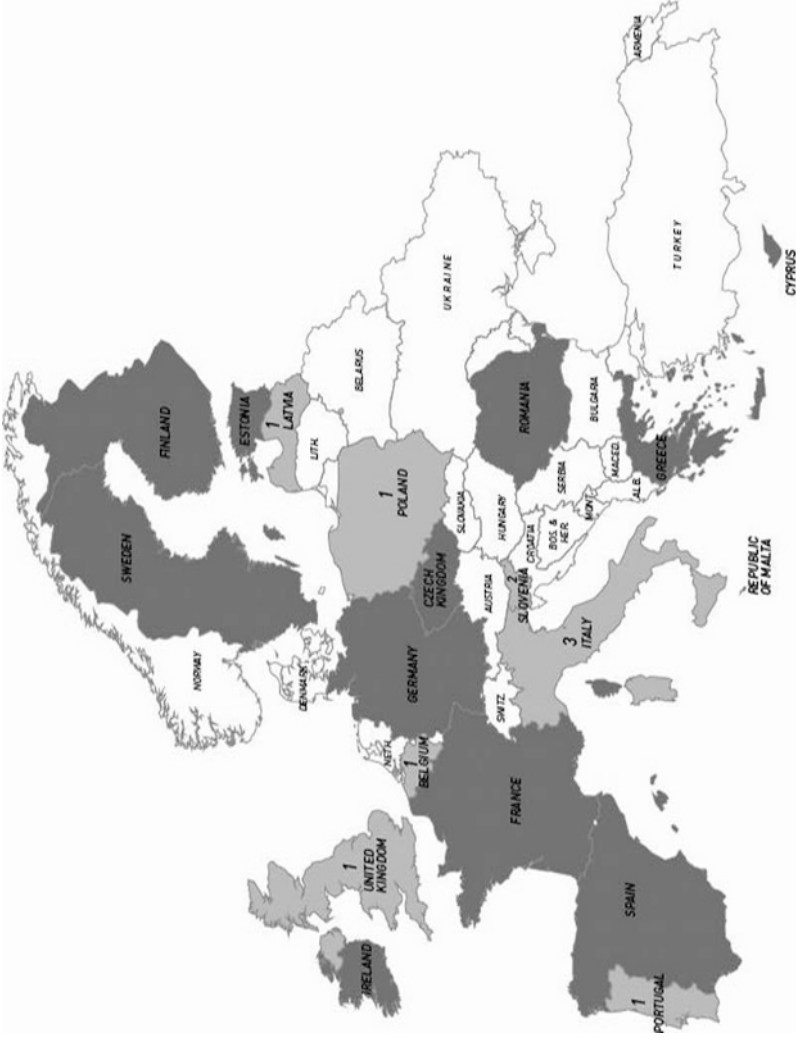 FINLAND
SWEDEN
NORWAY
ESTONIA
1
LATVIA
LITH.
DENMARK
BELARUS
1
UNITED
KINGDOM
IRELAND
NETH.
1
BELGIUM
GERMANY
1
POLAND
CZECH
KINGDOM
SLOVAKIA
UKRAINE
FRANCE
SWITZ.
AUSTRIA
HUNGARY
ROMANIA
2
SLOVENIA
CROATIA
BOS. &
HER.
SERBIA
MONT.
BULGARIA
MACED.
ALB.
3
ITALY
SPAIN
1
PORTUGAL
GREECE
TURKEY
ARMENIA
REPUBLIC
OF MALTA
CYPRUS